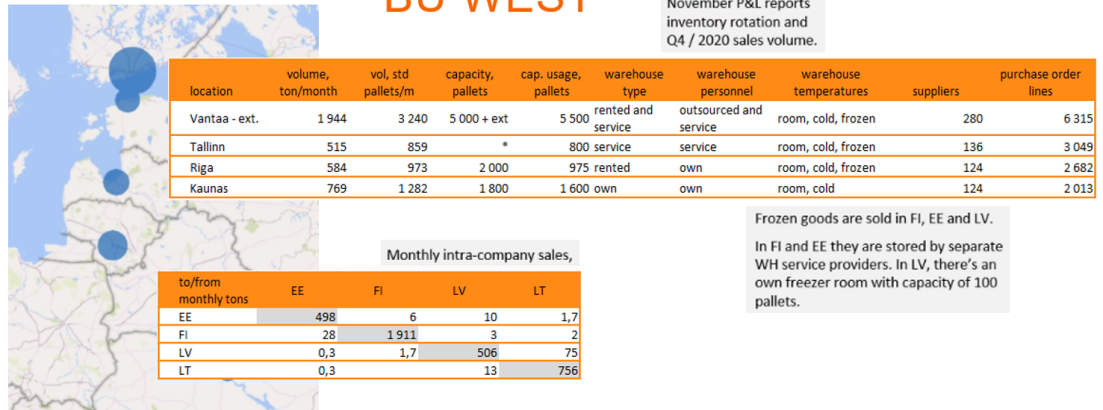 BU WEST
November P&L reports
inventory rotation and
Q4 / 2020 sales volume.
location volume, ton/month vol, std pallets/m capacity, pallets cap. usage, pallets warehouse type warehouse personnel warehouse temperatures suppliers purchase order lines
Vantaa - ext. 1 944 3 240 5 000 + ext 5 500 rented and service outsourced and service room, cold, frozen 280 6 315
Tallinn 515 859 * 800 service service room, cold, frozen 136 3 049
Riga 584 973 2 000 975 rented own room, cold, frozen 124 2 682
Kaunas 769 1 282 1 800 1 600 own own room, cold 124 2 013
Frozen goods are sold in FI, EE and LV.
In FI and EE they are stored by separate
WH service providers. In LV, there's an
own freezer room with capacity of 100
pallets.
Monthly intra-company sales,
to/from monthly tons EE FI LV LT
EE 498 6 10 1,7
FI 28 1 911 3 2
LV 0,3 1,7 506 75
LT 0,3 13 756